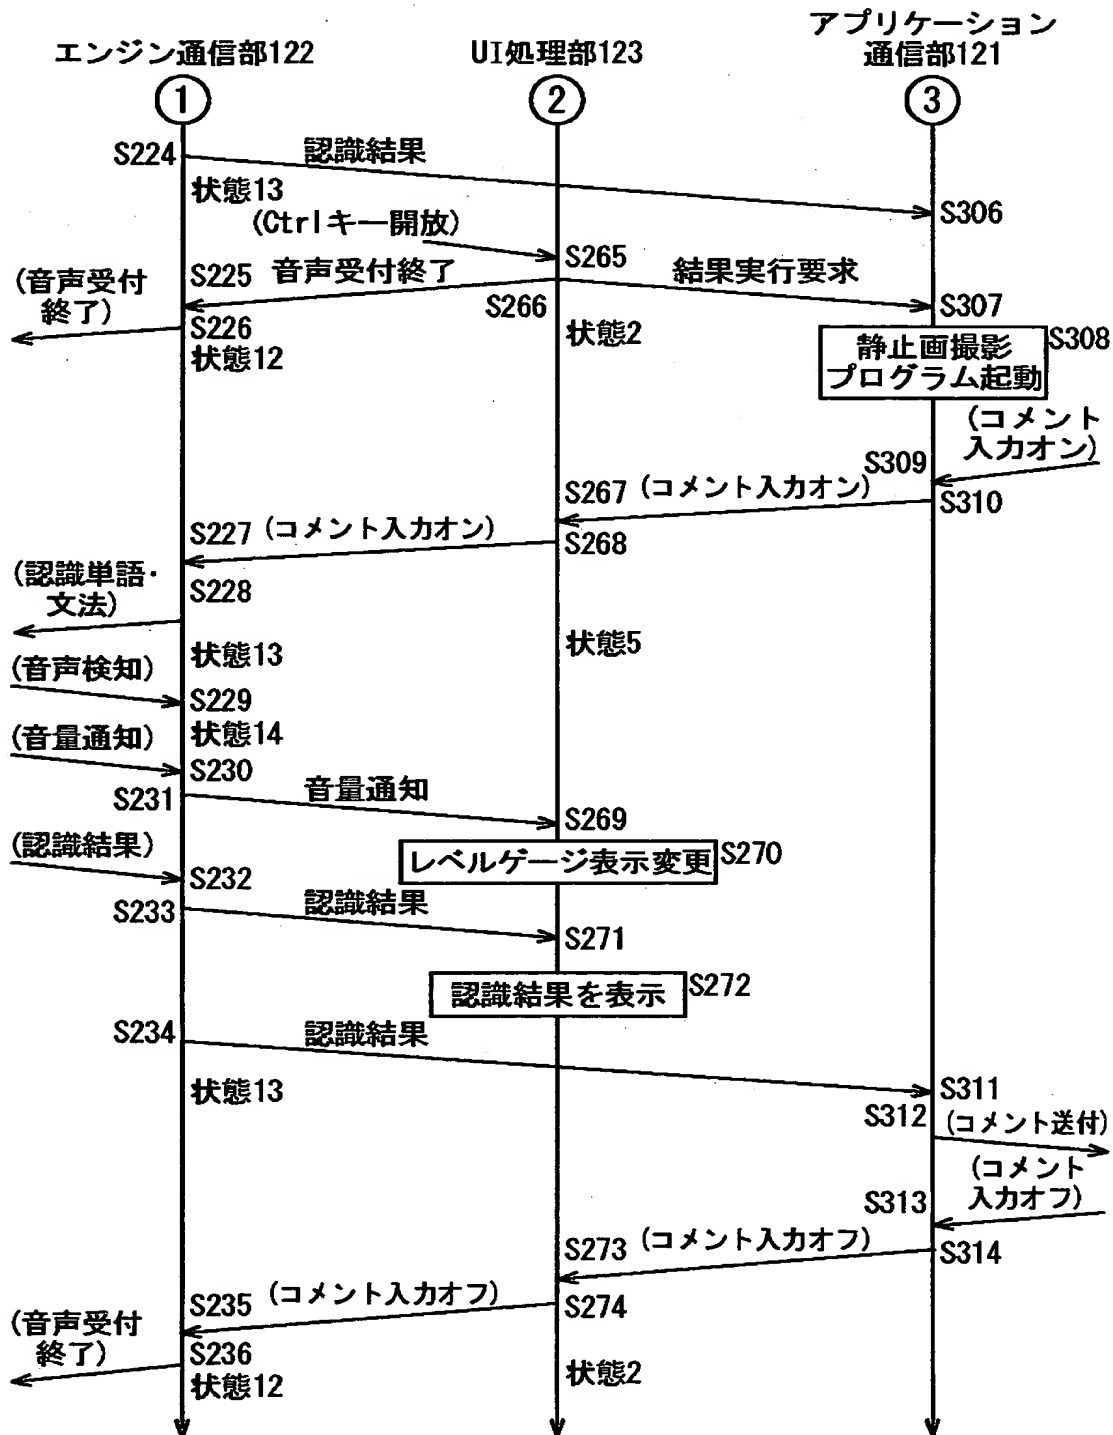 アプリケーション
エンジン通信部122
UI処理部123
通信部121
1
2
3
S224
認識結果
状態13
S306
(Ctrlキー開放)
S265
(音声受付
終了)
S225
音声受付終了
結果実行要求
S307
S266
S226
状態2
状態12
静止画撮影
プログラム起動
S308
(コメント
入力オン)
S309
S267
(コメント入力オン)
S310
S227
(コメント入力オン)
S268
(認識単語・
文法)
S228
状態13
状態5
(音声検知)
S229
状態14
(音量通知)
S230
S231
音量通知
S269
(認識結果)
レベルゲージ表示変更
S270
S232
S233
認識結果
S271
認識結果を表示
S272
S234
認識結果
状態13
S311
S312
(コメント送付)
(コメント
入力オフ)
S313
S273
(コメント入力オフ)
S314
S235
(コメント入力オフ)
S274
(音声受付
終了)
S236
状態12
状態2